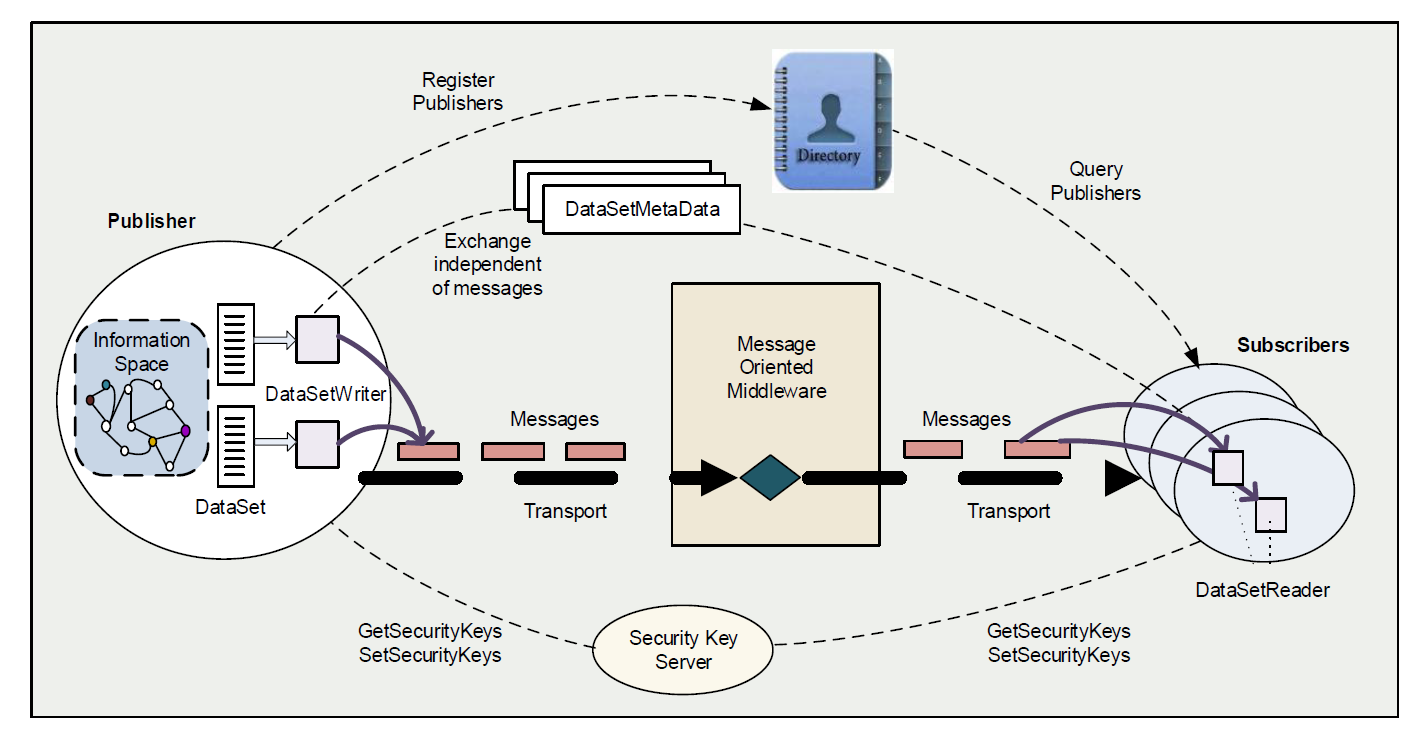 Register
Publishers
Directory
Query
Publishers
DataSetMetaData
Publisher
Exchange
independent
of messages
Information
Space
Message
Oriented
Middleware
Subscribers
DataSetWriter
Messages
Messages
DataSet
Transport
Transport
DataSetReader
GetSecurityKeys
SetSecurityKeys
Security Key
Server
GetSecurityKeys
SetSecurityKeys